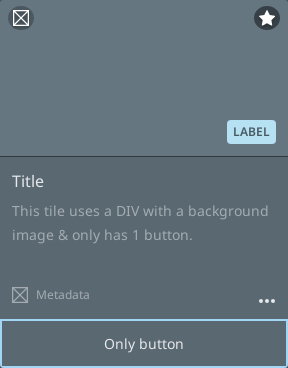 LABEL
Title
This tile uses a DIV with a background
image & only has 1 button.
Metadata
Only button